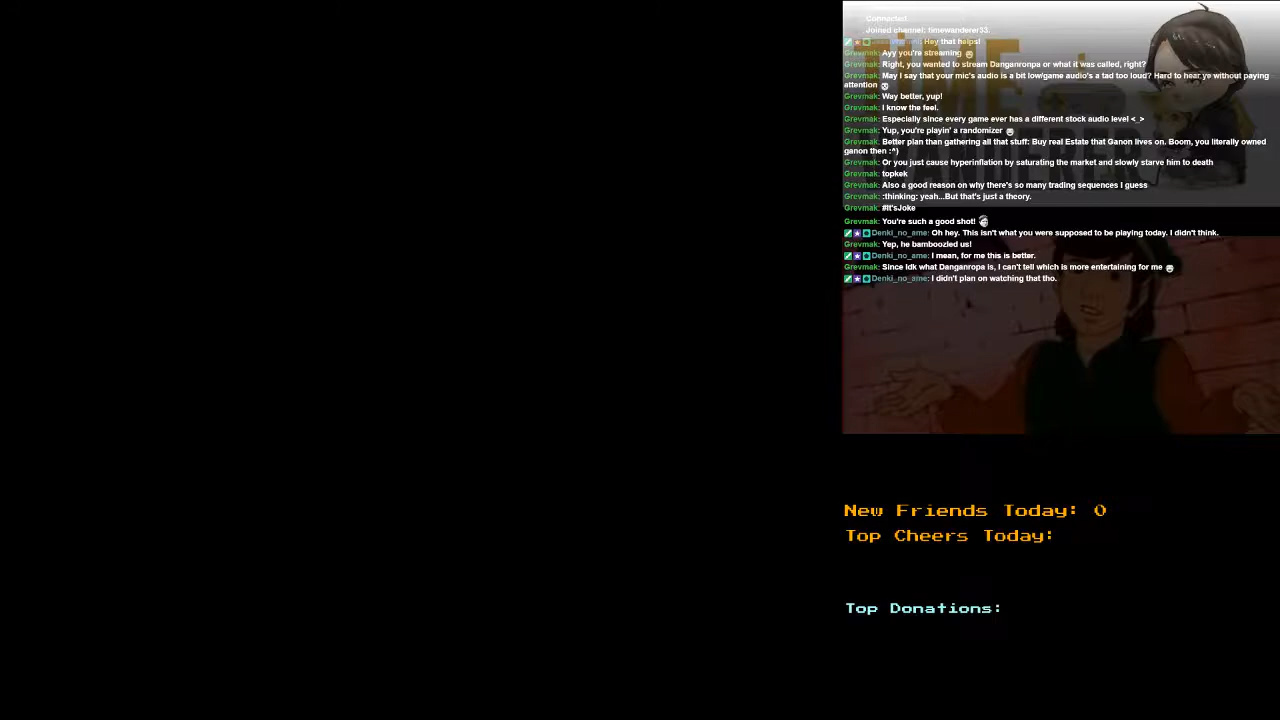 Connected!
Joined channel: timewanderer33.
Hey that helps!
Grevmak: Ayy you're streaming
Grevmak: Right, you wanted to stream Danganronpa or what it was called, right?
Grevmak: May I say that your mic's audio is a bit low/game audio's a tad too loud? Hard to hear ye without paying
attention
Grevmak: Way better, yup!
Grevmak: I know the feel.
Grevmak: Especially since every game ever has a different stock audio level <_>
Grevmak: Yup, you're playin' a randomizer
Grevmak: Better plan than gathering all that stuff: Buy real Estate that Ganon lives on. Boom, you literally owned
ganon then :^)
Grevmak: Or you just cause hyperinflation by saturating the market and slowly starve him to death
Grevmak: topkek
Grevmak: Also a good reason on why there's so many trading sequences I guess
Grevmak: :thinking: yeah...But that's just a theory.
Grevmak: #It'sJoke
Grevmak: You're such a good shot!
Denki_no_ame: Oh hey. This isn't what you were supposed to be playing today. I didn't think.
Grevmak: Yep, he bamboozled us!
Denki_no_ame: I mean, for me this is better.
Grevmak: Since Idk what Danganropa is, I can't tell which is more entertaining for me
Denki_no_ame: I didn't plan on watching that tho.
New Friends Today: 0
Top Cheers Today:
Top Donations: